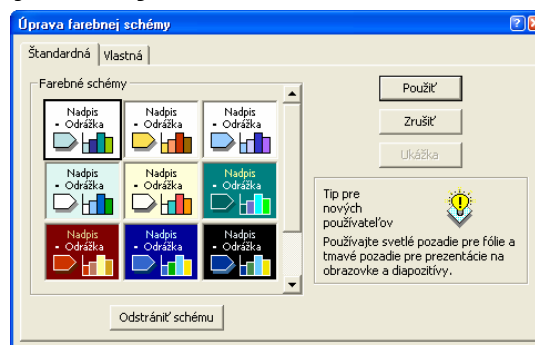 Úprava farebnej schémy
Štandardná
Vlastná
Farebné schémy
Nadpis
- Odrážka
Nadpis
- Odrážka
Nadpis
- Odrážka
Nadpis
- Odrážka
Nadpis
- Odrážka
Nadpis
- Odrážka
Nadpis
- Odrážka
Nadpis
- Odrážka
Nadpis
- Odrážka
Odstrániť schému
Použiť
Zrušiť
Ukážka
Tip pre
nových
používateľov
Používajte svetlé pozadie pre fólie a
tmavé pozadie pre prezentácie na
obrazovke a diapozitívy.